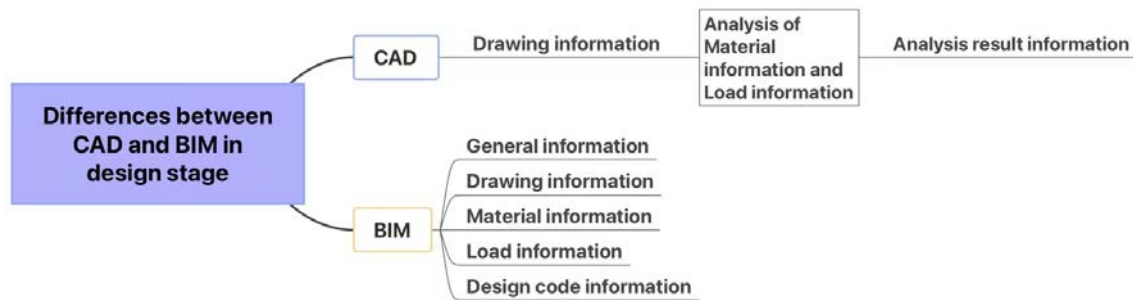 Differences between
CAD and BIM in
design stage
CAD
Drawing information
Analysis of
Material
information and
Load information
Analysis result information
BIM
General information
Drawing information
Material information
Load information
Design code information